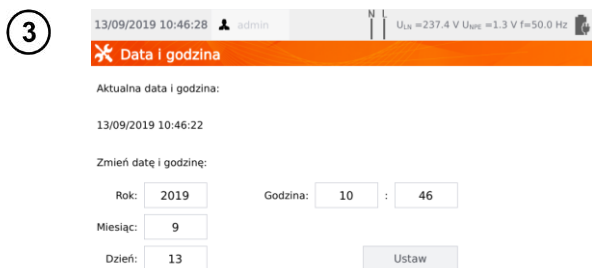 3
13/09/2019 10:46:28 admin N L U_LN =237.4 V U_NPE =1.3 V f=50.0 Hz
Data i godzina
Aktualna data i godzina:
13/09/2019 10:46:22
Zmień datę i godzinę:
Rok: 2019 Godzina: 10 : 46
Miesiąc: 9
Dzień: 13 Ustaw